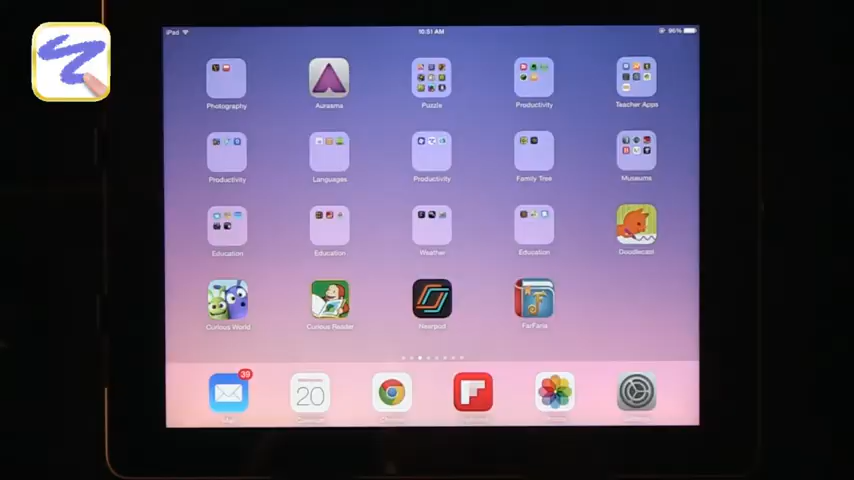 iPad 10:51 AM 86%
Photography Aurasma Puzzle Productivity Teacher Apps
Productivity Languages Productivity Family Tree Museums
Education Education Weather Education Doodlecast
Curious World Curious Reader Nearpod FarFaria
39
20